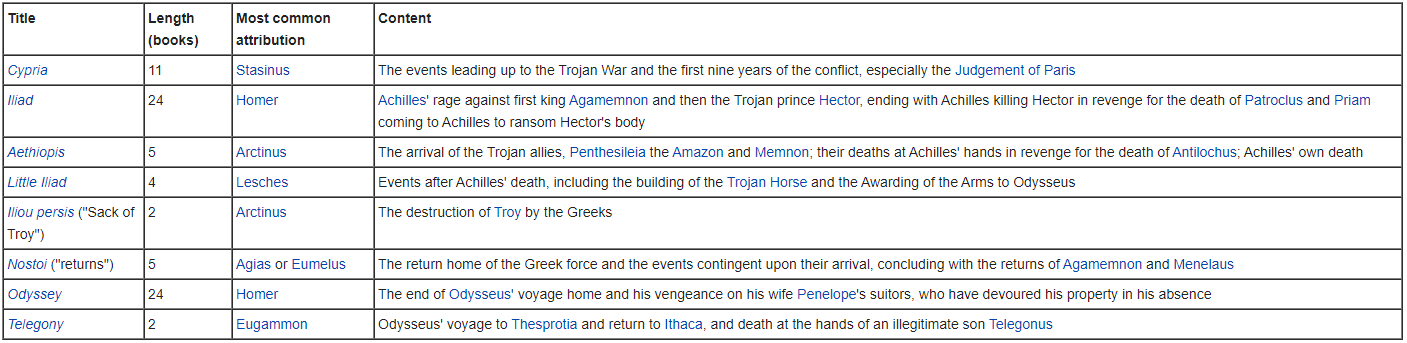 Title Length (books) Most common attribution Content
Cypria 11 Stasinus The events leading up to the Trojan War and the first nine years of the conflict, especially the Judgement of Paris
Iliad 24 Homer Achilles' rage against first king Agamemnon and then the Trojan prince Hector, ending with Achilles killing Hector in revenge for the death of Patroclus and Priam
coming to Achilles to ransom Hector's body
Aethiopis 5 Arctinus The arrival of the Trojan allies, Penthesileia the Amazon and Memnon; their deaths at Achilles' hands in revenge for the death of Antilochus; Achilles' own death
Little Iliad 4 Lesches Events after Achilles' death, including the building of the Trojan Horse and the Awarding of the Arms to Odysseus
Iliou persis ("Sack of Troy") 2 Arctinus The destruction of Troy by the Greeks
Nostoi ("returns") 5 Agias or Eumelus The return home of the Greek force and the events contingent upon their arrival, concluding with the returns of Agamemnon and Menelaus
Odyssey 24 Homer The end of Odysseus' voyage home and his vengeance on his wife Penelope's suitors, who have devoured his property in his absence
Telegony 2 Eugammon Odysseus' voyage to Thesprotia and return to Ithaca, and death at the hands of an illegitimate son Telegonus